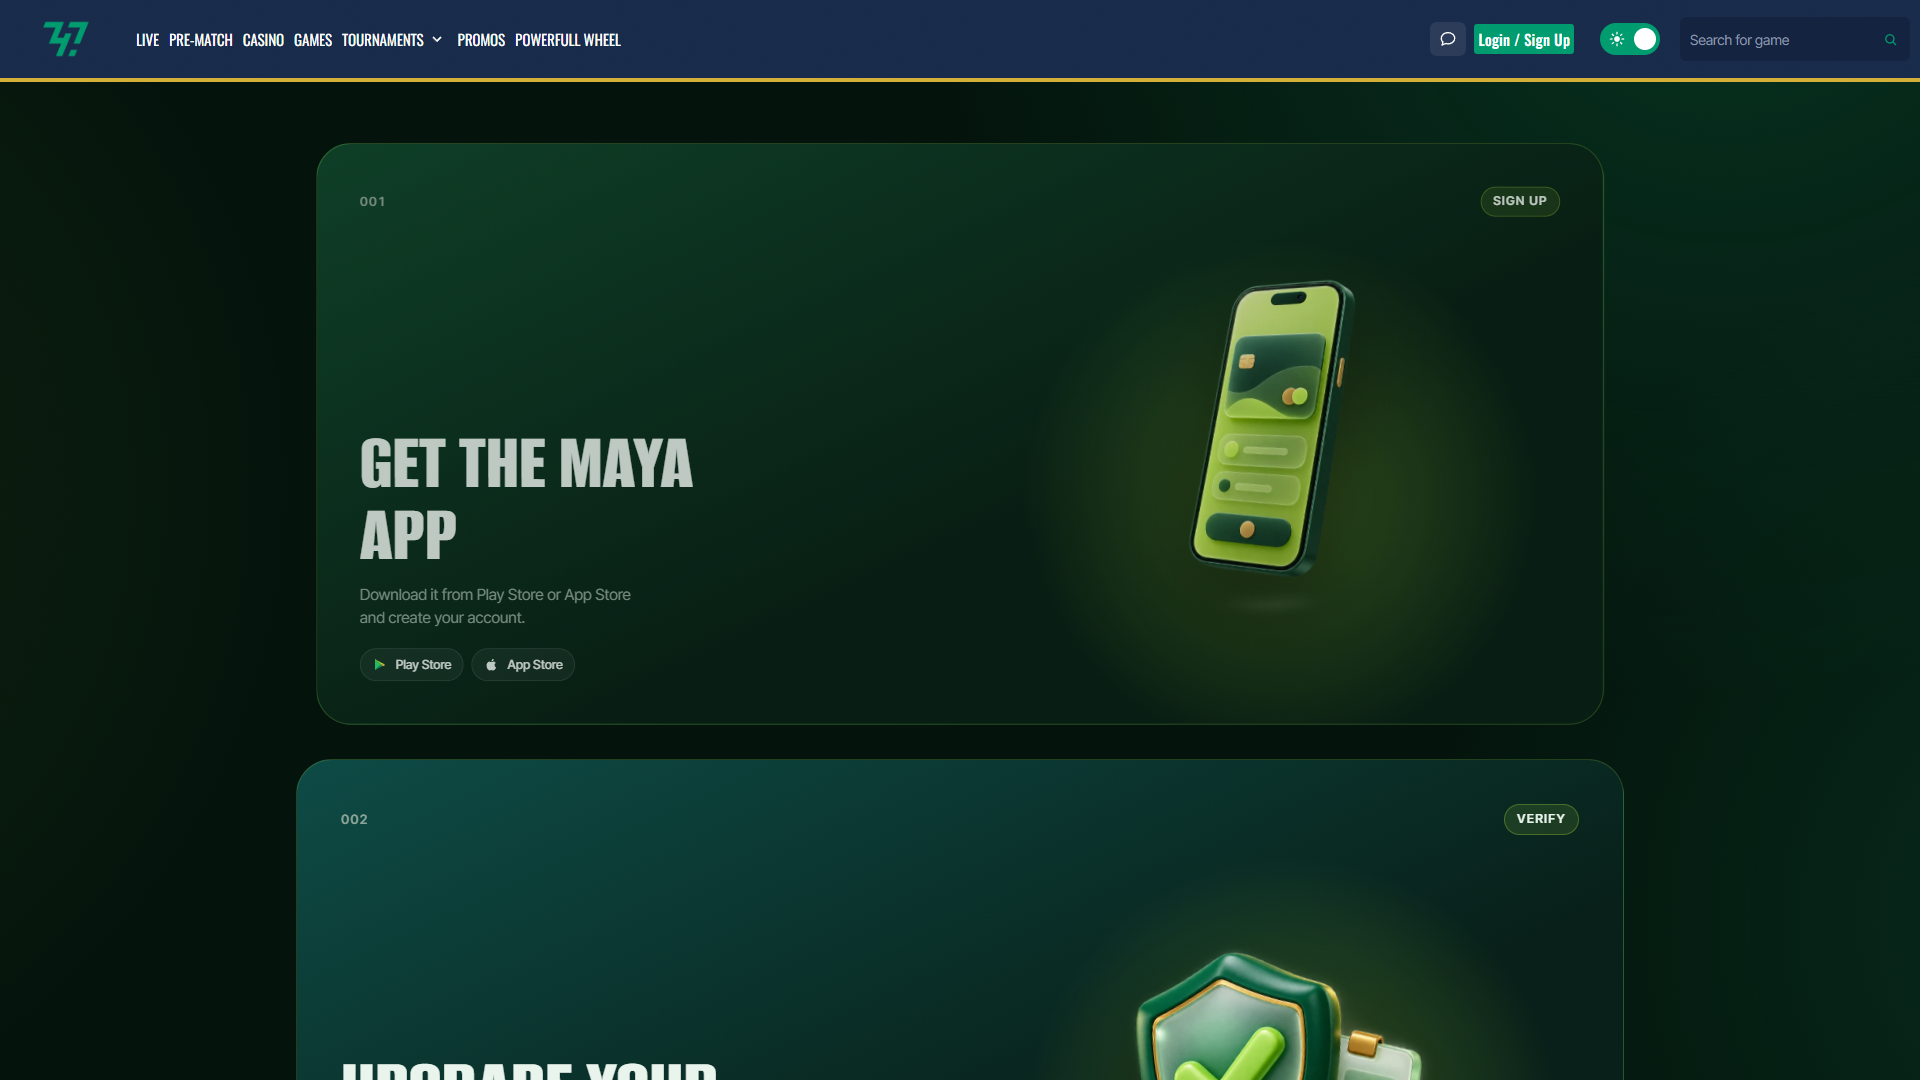 LIVE PRE-MATCH CASINO GAMES TOURNAMENTS PROMOS POWERFULL WHEEL Login / Sign Up Search for game
001
SIGN UP
GET THE MAYA
APP
Download it from Play Store or App Store
and create your account.
Play Store App Store
002
VERIFY
UPGRADE YOUR